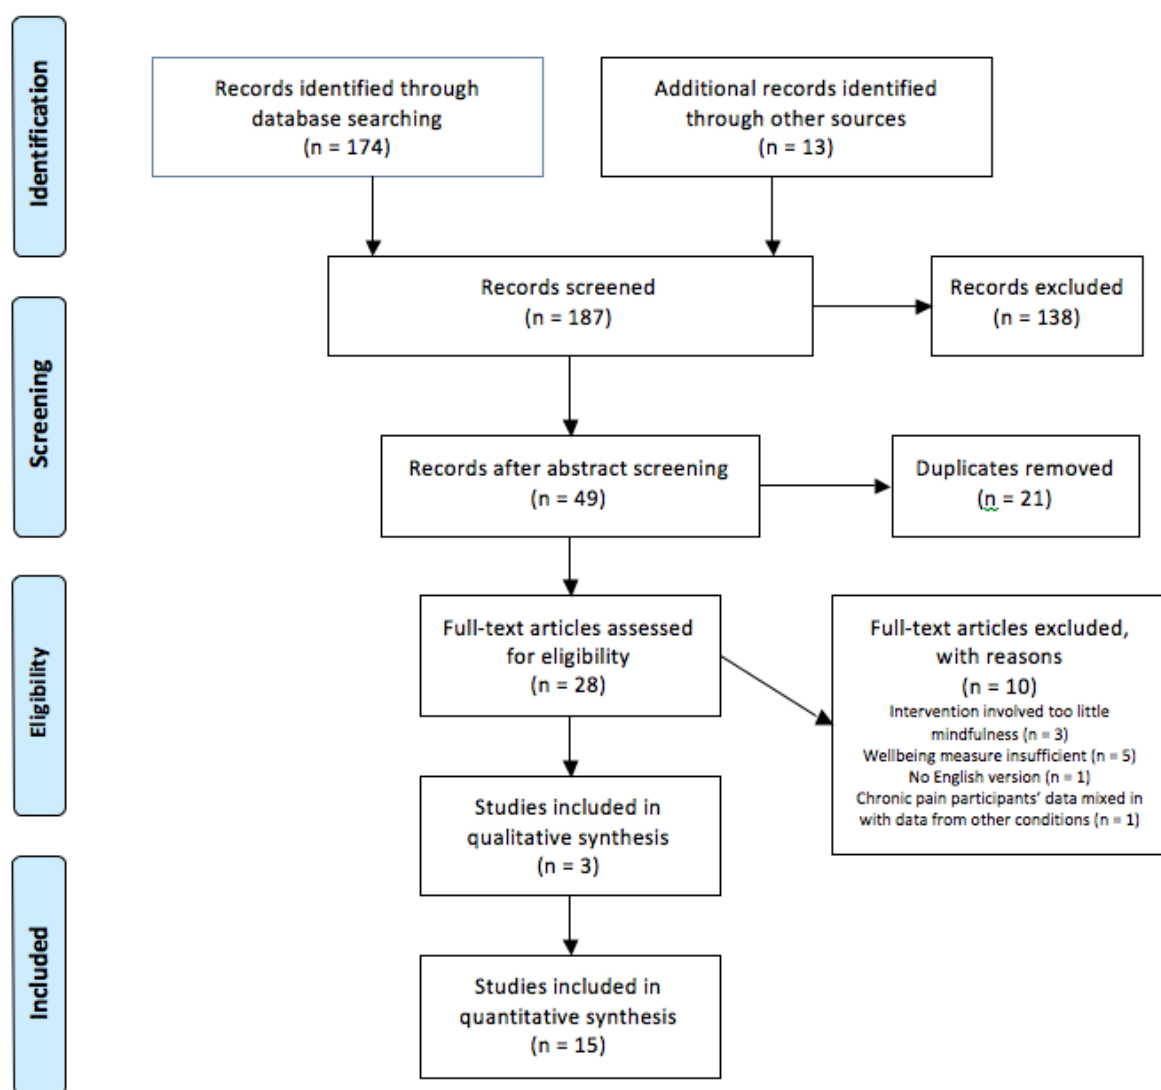 Identification
Records identified through
database searching
(n = 174)
Additional records identified
through other sources
(n = 13)
Records screened
(n = 187)
Records excluded
(n = 138)
Screening
Records after abstract screening
(n = 49)
Duplicates removed
(n = 21)
Eligibility
Full-text articles assessed
for eligibility
(n = 28)
Full-text articles excluded,
with reasons
(n = 10)
Intervention involved too little
mindfulness (n = 3)
Wellbeing measure insufficient (n = 5)
No English version (n = 1)
Chronic pain participants' data mixed in
with data from other conditions (n = 1)
Studies included in
qualitative synthesis
(n = 3)
Included
Studies included in
quantitative synthesis
(n = 15)